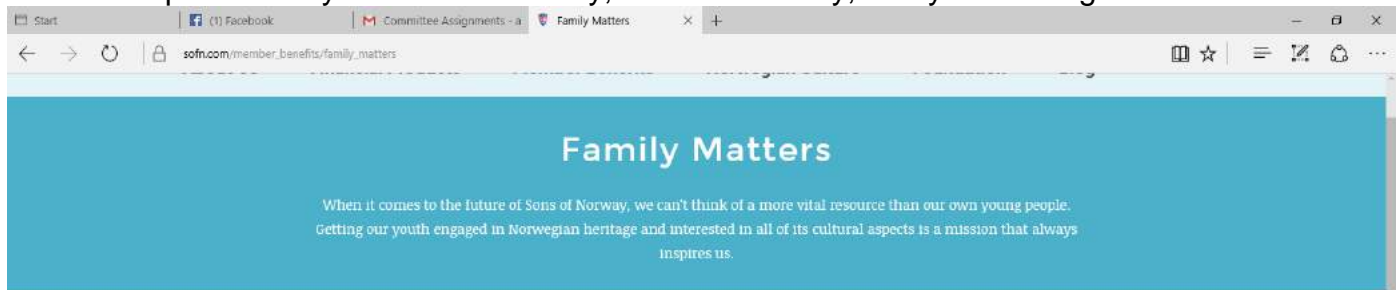 Start
(1) Facebook
Committee Assignments - a
Family Matters
sofn.com/member_benefits/family_matters
Family Matters
When it comes to the future of Sons of Norway, we can't think of a more vital resource than our own young people.
Getting our youth engaged in Norwegian heritage and interested in all of its cultural aspects is a mission that always
inspires us.